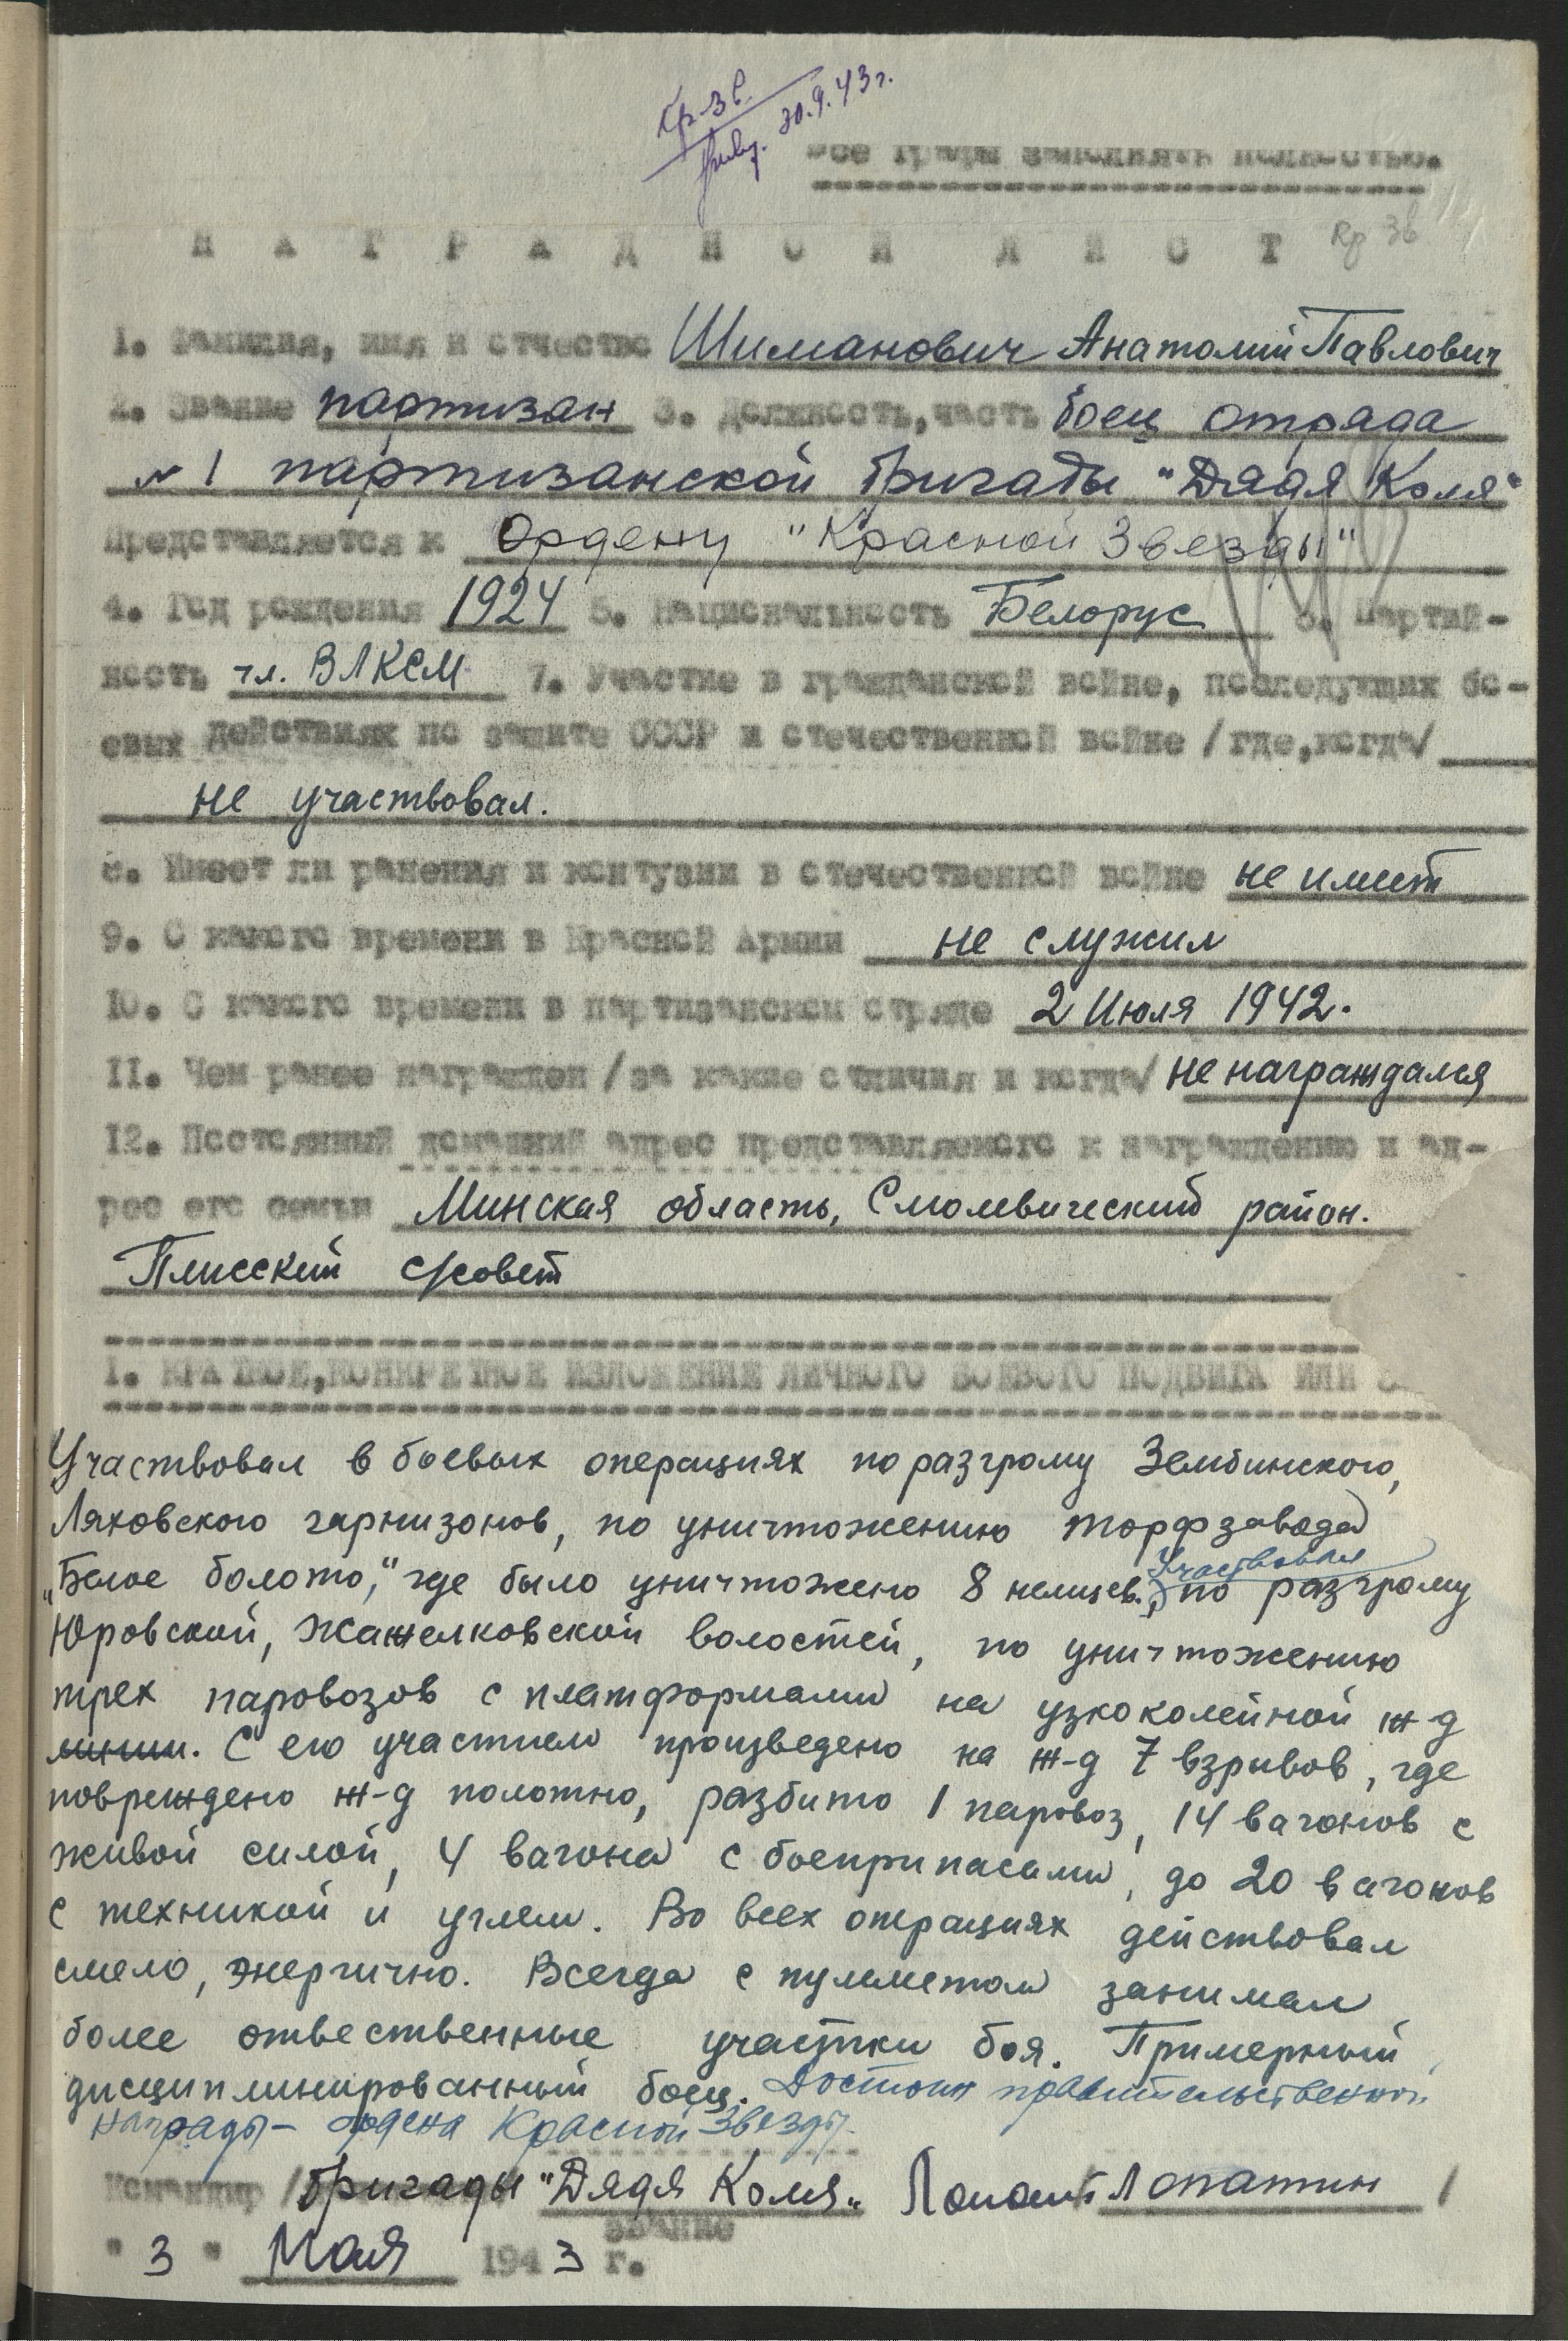 Кр. Зв.
30.9.43 г.
Все графы заполнять полностью.
НАГРАДНОЙ ЛИСТ Кр Зв
1. Фамилия, имя и отчество Шиманович Анатолий Павлович
2. Звание партизан 3. Должность, часть боец отряда
№ 1 партизанской бригады "Дядя Коля"
Представляется к Ордену "Красной Звезды"
4. Год рождения 1924 5. Национальность Белорус 6. Партий-
ность чл. ВЛКСМ 7. Участие в гражданской войне, последующих бо-
евых действиях по защите СССР и отечественной войне /где, когда/
не участвовал.
8. Имеет ли ранения и контузии в отечественной войне не имеет
9. С какого времени в Красной Армии не служил
10. С какого времени в партизанском отряде 2 Июля 1942.
11. Чем ранее награжден /за какие отличия и когда/ не награждался
12. Постоянный домашний адрес представляемого к награждению и ад-
рес его семьи Минская область, Смолевический район.
Плисский с/совет
I. КРАТКОЕ, КОНКРЕТНОЕ ИЗЛОЖЕНИЕ ЛИЧНОГО БОЕВОГО ПОДВИГА ИЛИ
Участвовал в боевых операциях по разгрому Зембинского,
Ляховского гарнизонов, по уничтожению торфзавода
"Белое болото," где было уничтожено 8 немцев. Участвовал по разгрому
Юровской, Жажелковской волостей, по уничтожению
трех паровозов с платформами на узкоколейной ж-д
линии. С его участием произведено на ж-д 7 взрывов, где
повреждено ж-д полотно, разбито 1 паровоз, 14 вагонов с
живой силой, 4 вагона с боеприпасами, до 20 вагонов
с техникой и углем. Во всех операциях действовал
смело, энергично. Всегда с пулеметом занимал
более отвественные участки боя. Примерный
дисциплинированный боец. Достоин правительственной
награды - ордена Красной Звезды.
Командир /бригады "Дядя Коля" Лопатин /
звание
"3" Мая 1943 г.